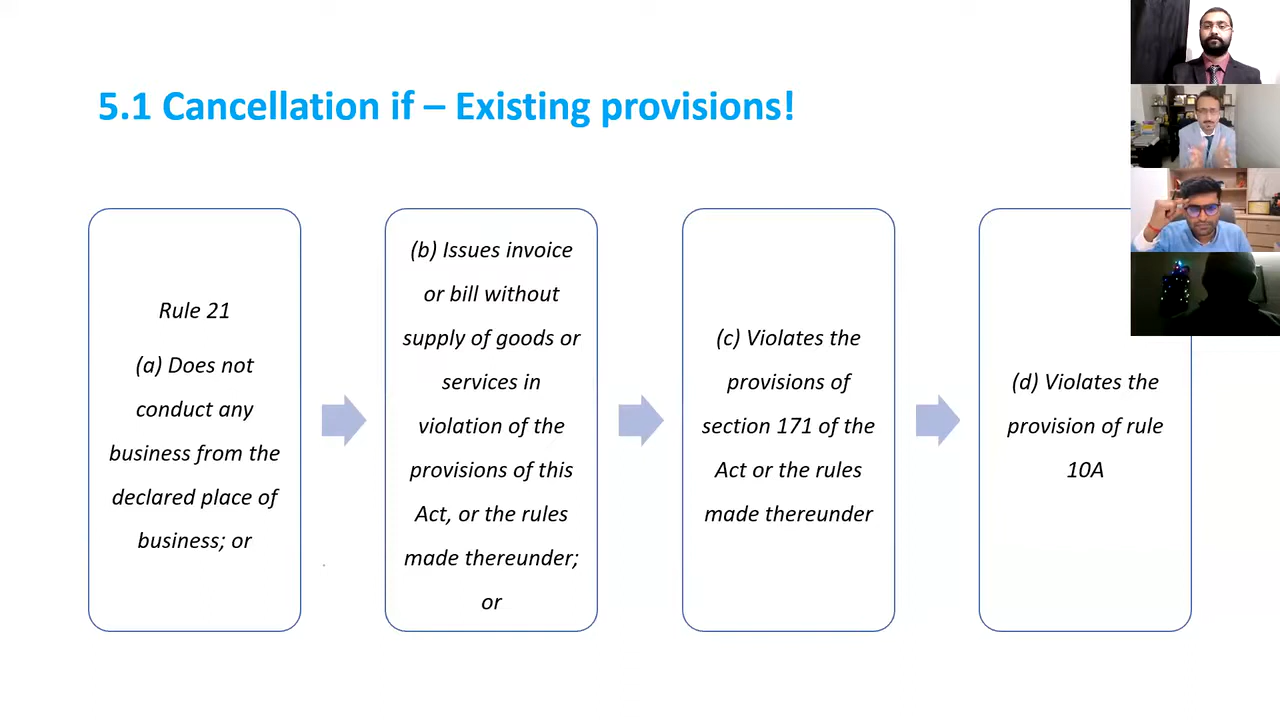 5.1 Cancellation if – Existing provisions!
Rule 21
(a) Does not
conduct any
business from the
declared place of
business; or
(b) Issues invoice
or bill without
supply of goods or
services in
violation of the
provisions of this
Act, or the rules
made thereunder;
or
(c) Violates the
provisions of
section 171 of the
Act or the rules
made thereunder
(d) Violates the
provision of rule
10A